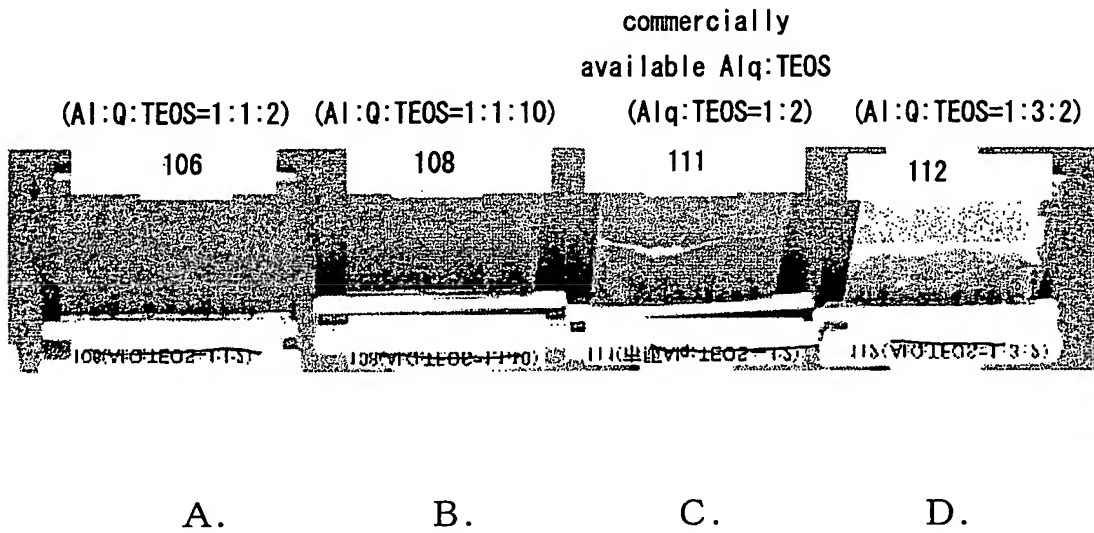 commercially
available Alq:TEOS
(Al:Q:TEOS=1:1:2) (Al:Q:TEOS=1:1:10) (Alq:TEOS=1:2) (Al:Q:TEOS=1:3:2)
106 108 111 112
A. B. C. D.